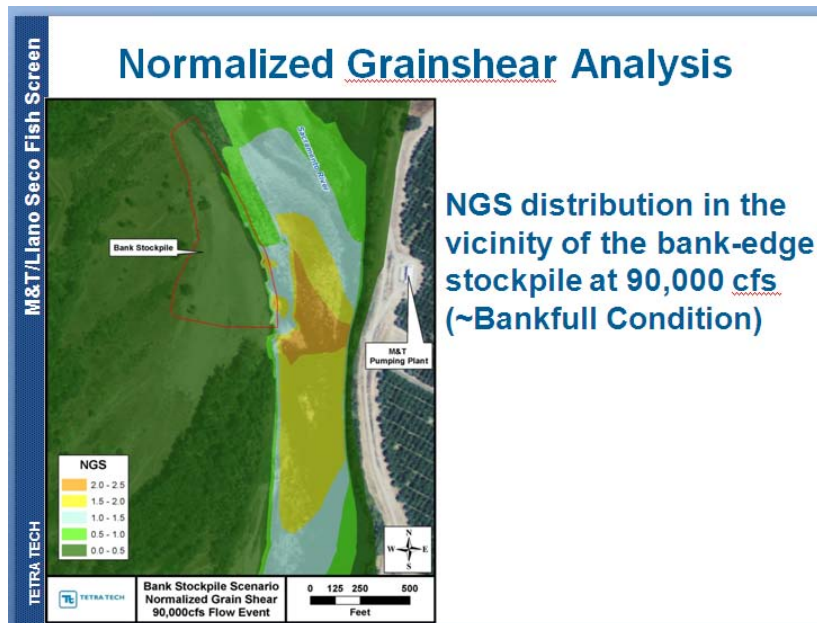 Normalized Grainshear Analysis
M&T/Llano Seco Fish Screen
TETRA TECH
Sacramento River
Bank Stockpile
M&T
Pumping Plant
NGS
2.0 - 2.5
1.5 - 2.0
1.0 - 1.5
0.5 - 1.0
0.0 - 0.5
N
W E
S
TETRA TECH
Bank Stockpile Scenario
Normalized Grain Shear
90,000cfs Flow Event
0 125 250 500
Feet
NGS distribution in the
vicinity of the bank-edge
stockpile at 90,000 cfs
(~Bankfull Condition)